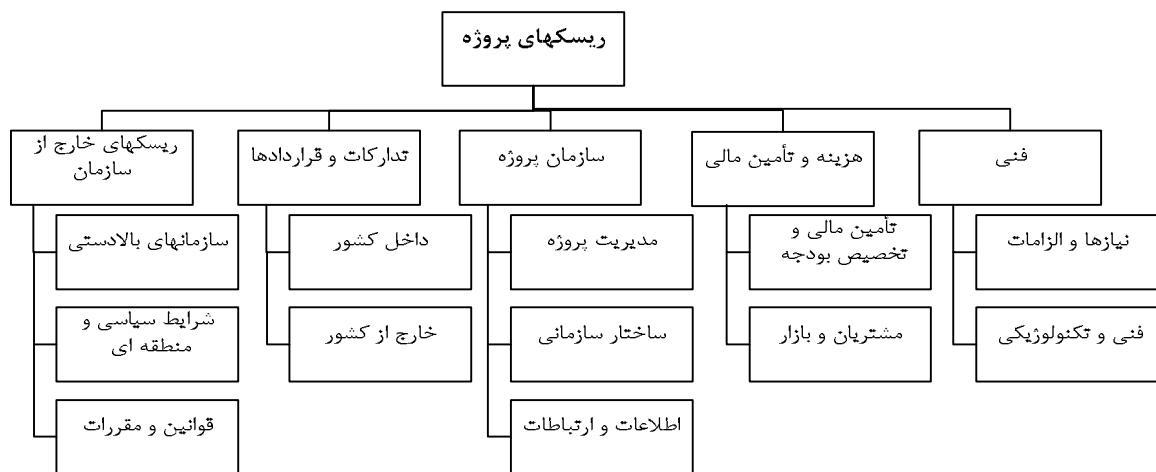 ریسکهای پروژه
فنی
هزینه و تأمین مالی
سازمان پروژه
تدارکات و قراردادها
ریسکهای خارج از
سازمان
نیازها و الزامات
تأمین مالی و
تخصیص بودجه
مدیریت پروژه
داخل کشور
سازمانهای بالادستی
فنی و تکنولوژیکی
مشتریان و بازار
ساختار سازمانی
خارج از کشور
شرایط سیاسی و
منطقه ای
اطلاعات و ارتباطات
قوانین و مقررات